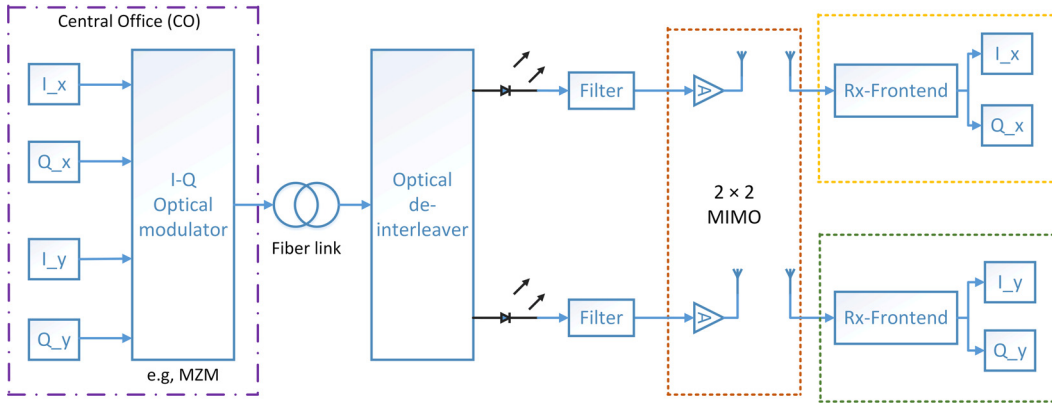 Central Office (CO)
I_x
Q_x
I_y
Q_y
I-Q
Optical
modulator
e.g, MZM
Fiber link
Optical
de-
interleaver
Filter
Filter
A
A
2 × 2
MIMO
Rx-Frontend
I_x
Q_x
Rx-Frontend
I_y
Q_y